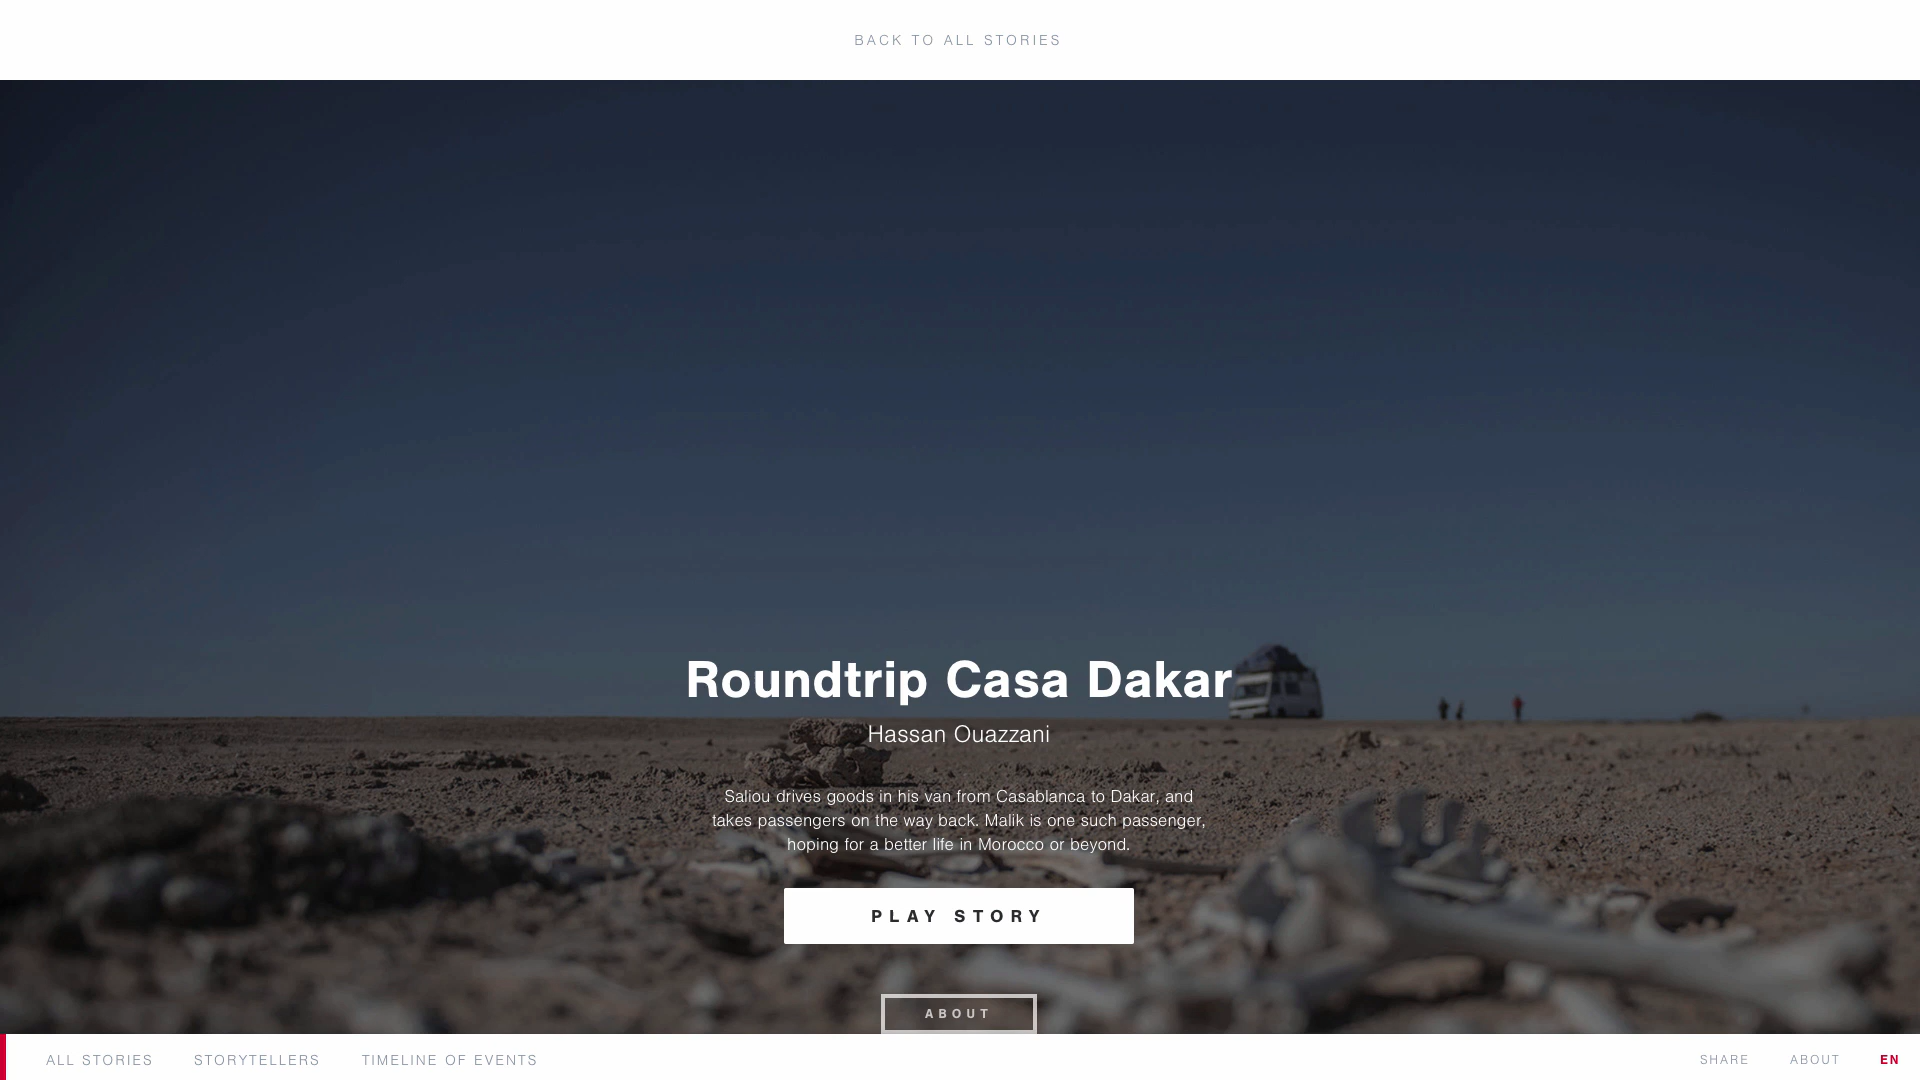 BACK TO ALL STORIES
Roundtrip Casa Dakar
Hassan Ouazzani
Saliou drives goods in his van from Casablanca to Dakar, and
takes passengers on the way back. Malik is one such passenger,
hoping for a better life in Morocco or beyond.
PLAY STORY
ABOUT
ALL STORIES STORYTELLERS TIMELINE OF EVENTS SHARE ABOUT EN